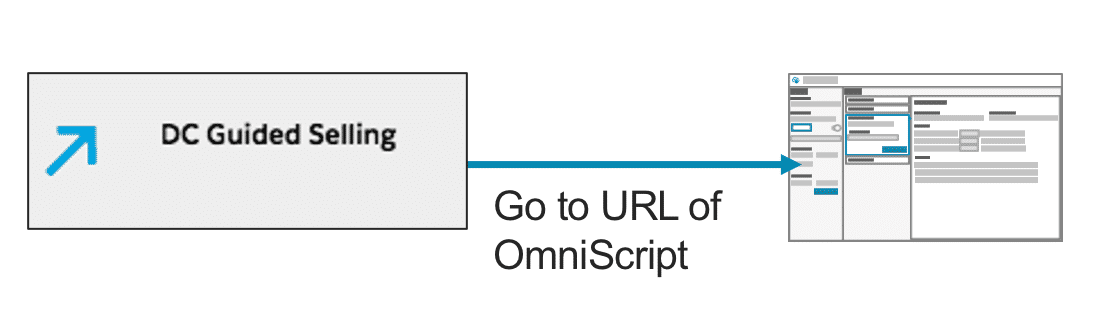 DC Guided Selling
Go to URL of
OmniScript